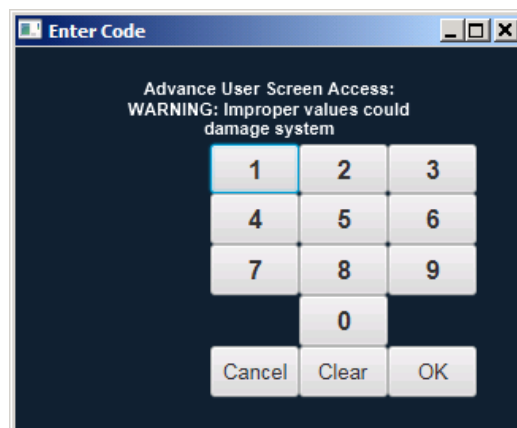 Enter Code
Advance User Screen Access:
WARNING: Improper values could
damage system
1 2 3
4 5 6
7 8 9
0
Cancel Clear OK